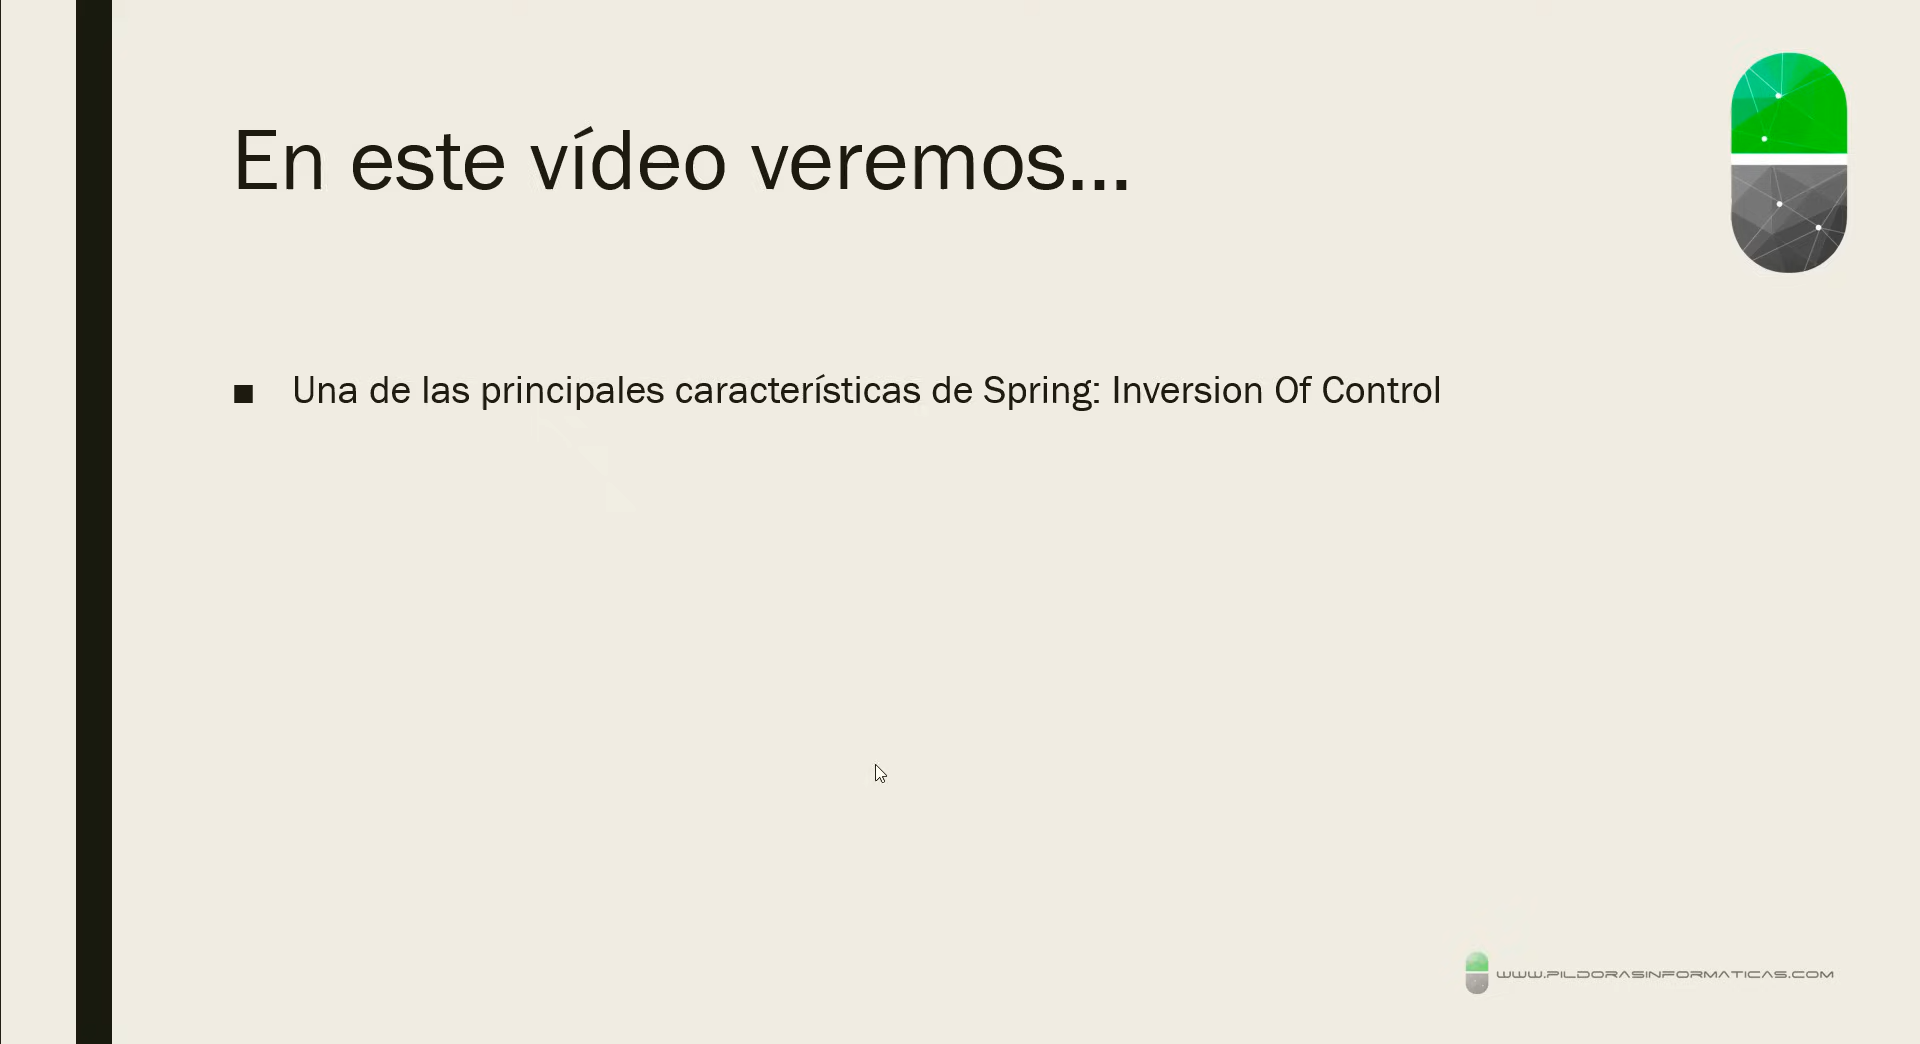 En este vídeo veremos...
■ Una de las principales características de Spring: Inversion Of Control
WWW.PILDORASINFORMATICAS.COM